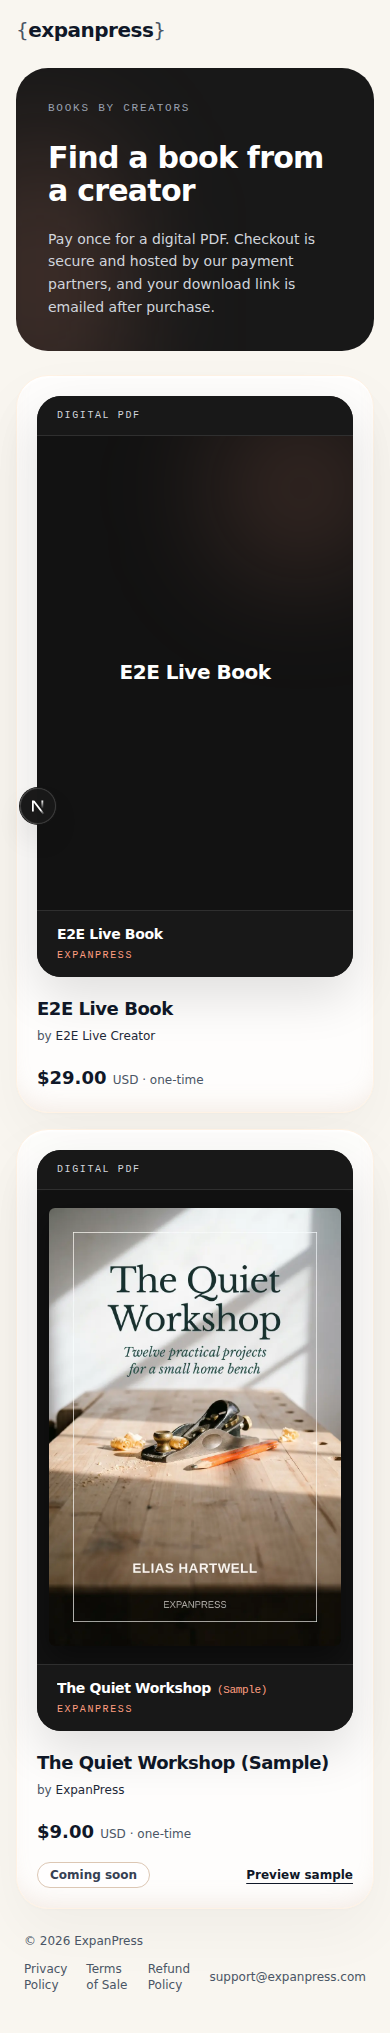 {expanpress}
BOOKS BY CREATORS
Find a book from
a creator
Pay once for a digital PDF. Checkout is
secure and hosted by our payment
partners, and your download link is
emailed after purchase.
DIGITAL PDF
E2E Live Book
N
E2E Live Book
EXPANPRESS
E2E Live Book
by E2E Live Creator
$29.00 USD · one-time
DIGITAL PDF
The Quiet
Workshop
Twelve practical projects
for a small home bench
ELIAS HARTWELL
EXPANPRESS
The Quiet Workshop (Sample)
EXPANPRESS
The Quiet Workshop (Sample)
by ExpanPress
$9.00 USD · one-time
Coming soon Preview sample
© 2026 ExpanPress
Privacy Policy
Terms of Sale
Refund Policy
support@expanpress.com